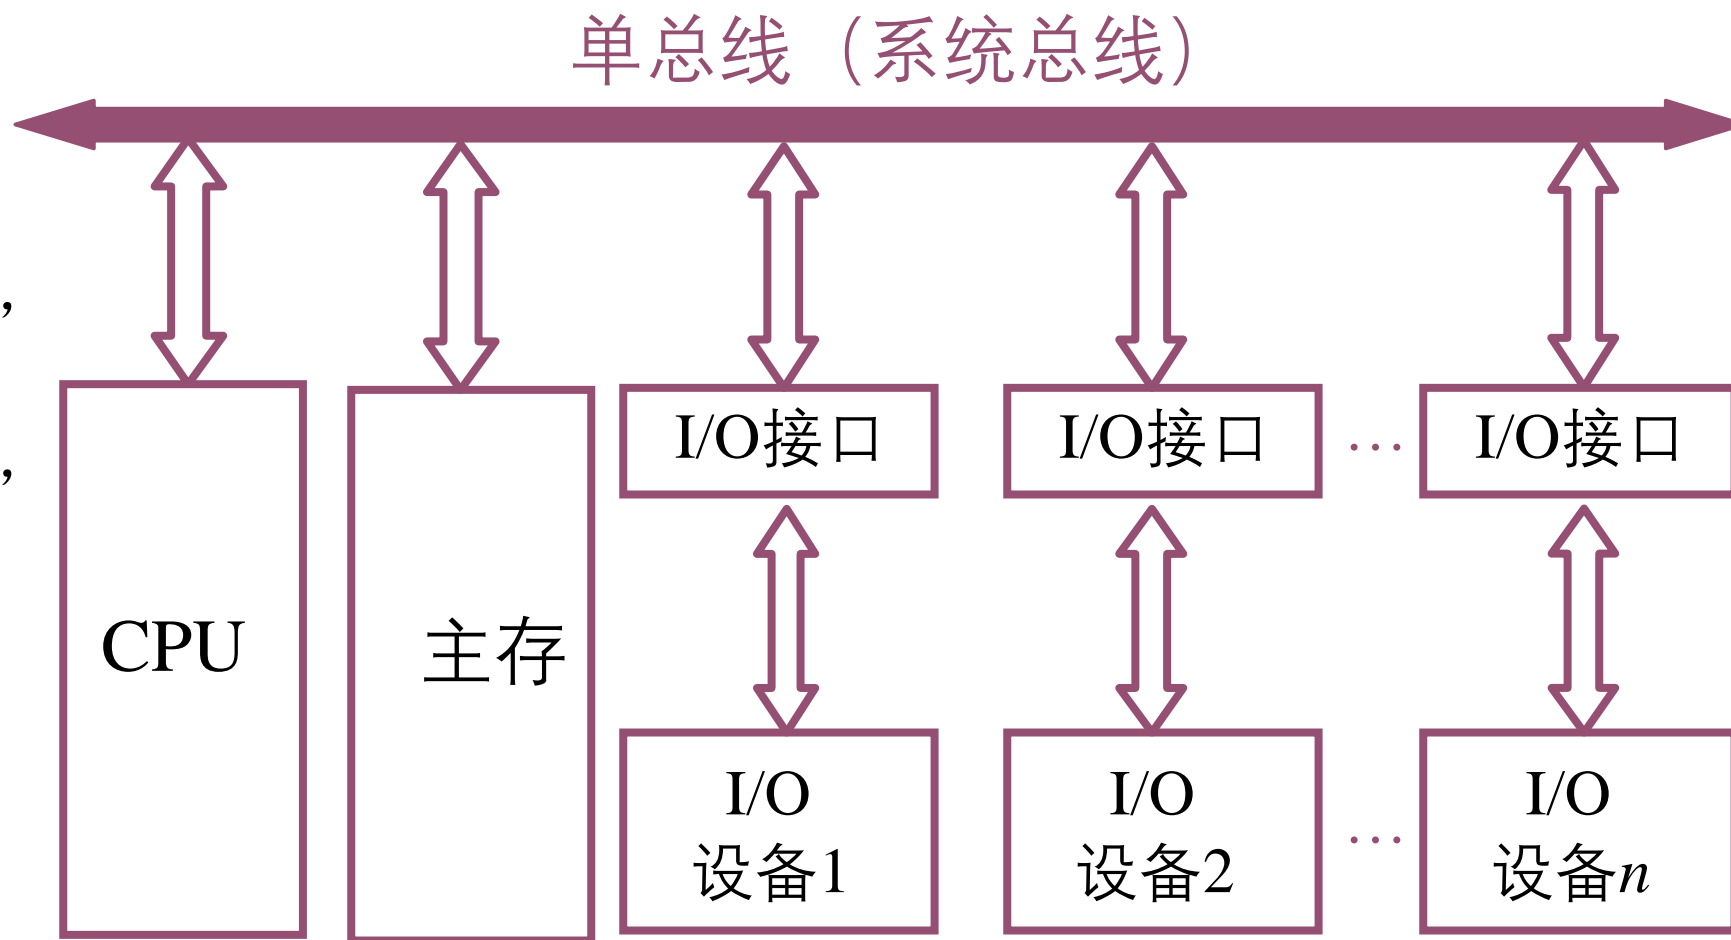 单总线（系统总线）
，
，
I/O接口
I/O接口
…
I/O接口
CPU
主存
I/O
设备1
I/O
设备2
…
I/O
设备n